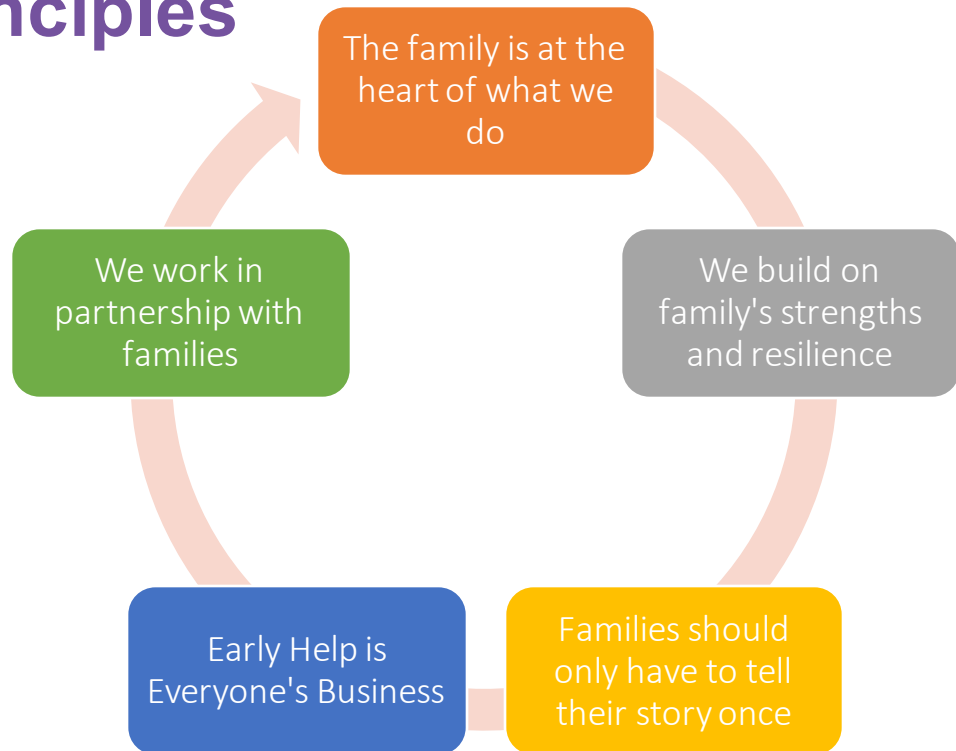 nciples
The family is at the
heart of what we
do
We build on
family's strengths
and resilience
Families should
only have to tell
their story once
Early Help is
Everyone's Business
We work in
partnership with
families